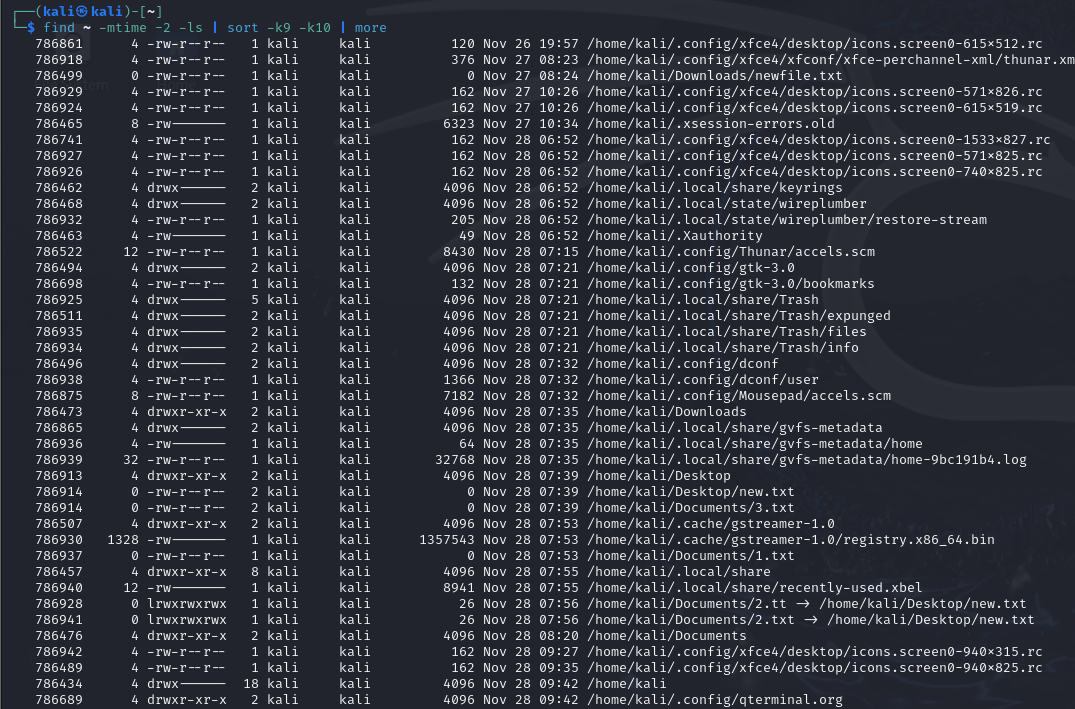 ┌──(kali㉿kali)-[~]
└─$ find ~ -mtime -2 -ls | sort -k9 -k10 | more
786861 4 -rw-r--r-- 1 kali kali 120 Nov 26 19:57 /home/kali/.config/xfce4/desktop/icons.screen0-615×512.rc
786918 4 -rw-r--r-- 1 kali kali 376 Nov 27 08:23 /home/kali/.config/xfce4/xfconf/xfce-perchannel-xml/thunar.xm
786499 0 -rw-r--r-- 1 kali kali 0 Nov 27 08:24 /home/kali/Downloads/newfile.txt
786929 4 -rw-r--r-- 1 kali kali 162 Nov 27 10:26 /home/kali/.config/xfce4/desktop/icons.screen0-571×826.rc
786924 4 -rw-r--r-- 1 kali kali 162 Nov 27 10:26 /home/kali/.config/xfce4/desktop/icons.screen0-615×519.rc
786465 8 -rw------- 1 kali kali 6323 Nov 27 10:34 /home/kali/.xsession-errors.old
786741 4 -rw-r--r-- 1 kali kali 162 Nov 28 06:52 /home/kali/.config/xfce4/desktop/icons.screen0-1533×827.rc
786927 4 -rw-r--r-- 1 kali kali 162 Nov 28 06:52 /home/kali/.config/xfce4/desktop/icons.screen0-571×825.rc
786926 4 -rw-r--r-- 1 kali kali 162 Nov 28 06:52 /home/kali/.config/xfce4/desktop/icons.screen0-740×825.rc
786462 4 drwx------ 2 kali kali 4096 Nov 28 06:52 /home/kali/.local/share/keyrings
786468 4 drwx------ 2 kali kali 4096 Nov 28 06:52 /home/kali/.local/state/wireplumber
786932 4 -rw-r--r-- 1 kali kali 205 Nov 28 06:52 /home/kali/.local/state/wireplumber/restore-stream
786463 4 -rw------- 1 kali kali 49 Nov 28 06:52 /home/kali/.Xauthority
786522 12 -rw-r--r-- 1 kali kali 8430 Nov 28 07:15 /home/kali/.config/Thunar/accels.scm
786494 4 drwx------ 2 kali kali 4096 Nov 28 07:21 /home/kali/.config/gtk-3.0
786698 4 -rw-r--r-- 1 kali kali 132 Nov 28 07:21 /home/kali/.config/gtk-3.0/bookmarks
786925 4 drwx------ 5 kali kali 4096 Nov 28 07:21 /home/kali/.local/share/Trash
786511 4 drwx------ 2 kali kali 4096 Nov 28 07:21 /home/kali/.local/share/Trash/expunged
786935 4 drwx------ 2 kali kali 4096 Nov 28 07:21 /home/kali/.local/share/Trash/files
786934 4 drwx------ 2 kali kali 4096 Nov 28 07:21 /home/kali/.local/share/Trash/info
786496 4 drwx------ 2 kali kali 4096 Nov 28 07:32 /home/kali/.config/dconf
786938 4 -rw-r--r-- 1 kali kali 1366 Nov 28 07:32 /home/kali/.config/dconf/user
786875 8 -rw-r--r-- 1 kali kali 7182 Nov 28 07:32 /home/kali/.config/Mousepad/accels.scm
786473 4 drwxr-xr-x 2 kali kali 4096 Nov 28 07:35 /home/kali/Downloads
786865 4 drwx------ 2 kali kali 4096 Nov 28 07:35 /home/kali/.local/share/gvfs-metadata
786936 4 -rw------- 1 kali kali 64 Nov 28 07:35 /home/kali/.local/share/gvfs-metadata/home
786939 32 -rw-r--r-- 1 kali kali 32768 Nov 28 07:35 /home/kali/.local/share/gvfs-metadata/home-9bc191b4.log
786913 4 drwxr-xr-x 2 kali kali 4096 Nov 28 07:39 /home/kali/Desktop
786914 0 -rw-r--r-- 2 kali kali 0 Nov 28 07:39 /home/kali/Desktop/new.txt
786914 0 -rw-r--r-- 2 kali kali 0 Nov 28 07:39 /home/kali/Documents/3.txt
786507 4 drwxr-xr-x 2 kali kali 4096 Nov 28 07:53 /home/kali/.cache/gstreamer-1.0
786930 1328 -rw------- 1 kali kali 1357543 Nov 28 07:53 /home/kali/.cache/gstreamer-1.0/registry.x86_64.bin
786937 0 -rw-r--r-- 1 kali kali 0 Nov 28 07:53 /home/kali/Documents/1.txt
786457 4 drwxr-xr-x 8 kali kali 4096 Nov 28 07:55 /home/kali/.local/share
786940 12 -rw------- 1 kali kali 8941 Nov 28 07:55 /home/kali/.local/share/recently-used.xbel
786928 0 lrwxrwxrwx 1 kali kali 26 Nov 28 07:56 /home/kali/Documents/2.tt → /home/kali/Desktop/new.txt
786941 0 lrwxrwxrwx 1 kali kali 26 Nov 28 07:56 /home/kali/Documents/2.txt → /home/kali/Desktop/new.txt
786476 4 drwxr-xr-x 2 kali kali 4096 Nov 28 08:20 /home/kali/Documents
786942 4 -rw-r--r-- 1 kali kali 162 Nov 28 09:27 /home/kali/.config/xfce4/desktop/icons.screen0-940×315.rc
786489 4 -rw-r--r-- 1 kali kali 162 Nov 28 09:35 /home/kali/.config/xfce4/desktop/icons.screen0-940×825.rc
786434 4 drwx------ 18 kali kali 4096 Nov 28 09:42 /home/kali
786689 4 drwxr-xr-x 2 kali kali 4096 Nov 28 09:42 /home/kali/.config/qterminal.org